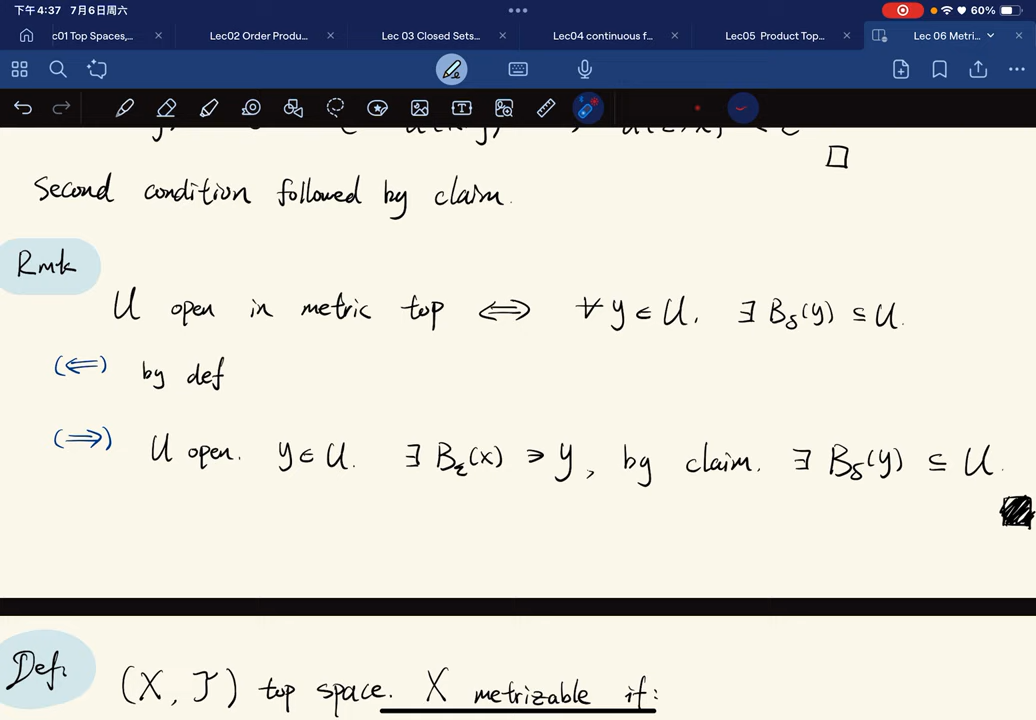 下午4:37 7月6日周六
60%
c01 Top Spaces,...
Lec02 Order Produ...
Lec 03 Closed Sets...
Lec04 continuous f...
Lec05 Product Top...
Lec 06 Metri...
Second condition followed by claim.
Rmk
U open in metric top ⟺ ∀ y ∈ U. ∃ B_δ(y) ⊆ U.
(⟸) by def
(⟹) U open. y ∈ U. ∃ B_ε(x) ∋ y, by claim. ∃ B_δ(y) ⊆ U.
Def:
(X, 𝒯) top space. X metrizable if: